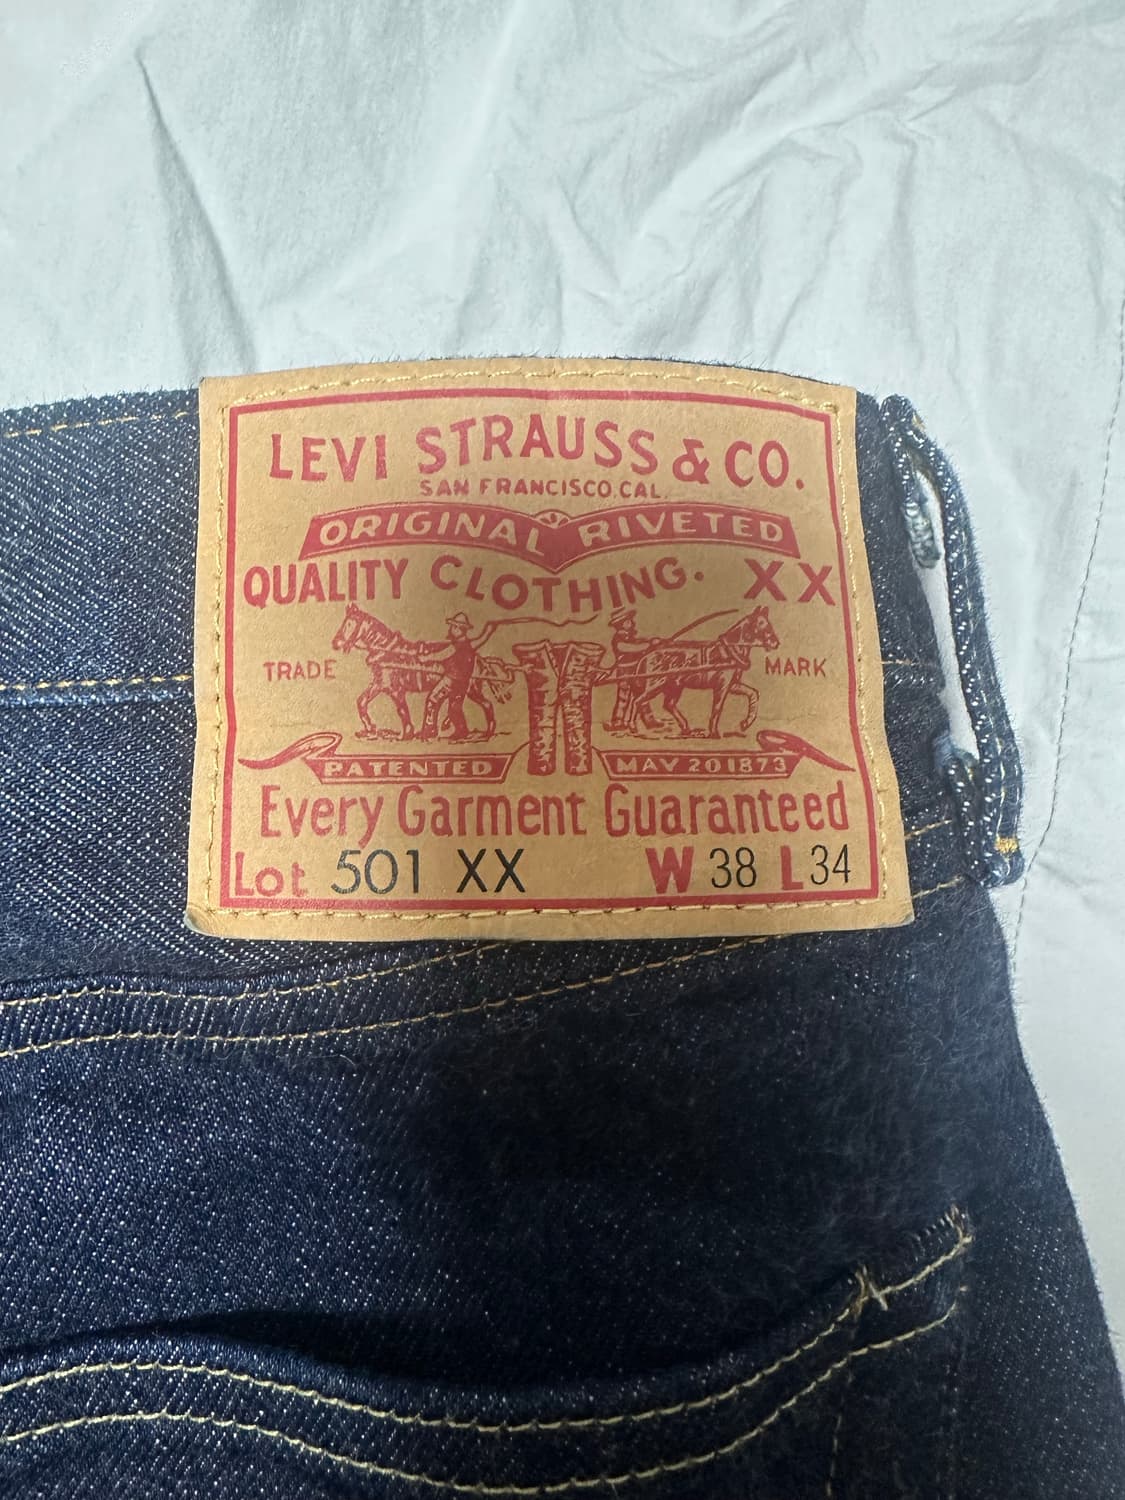 LEVI STRAUSS & CO.
SAN FRANCISCO.CAL.
ORIGINAL RIVETED
QUALITY CLOTHING. XX
TRADE MARK
PATENTED MAY 20 1873
Every Garment Guaranteed
Lot 501 XX W 38 L 34